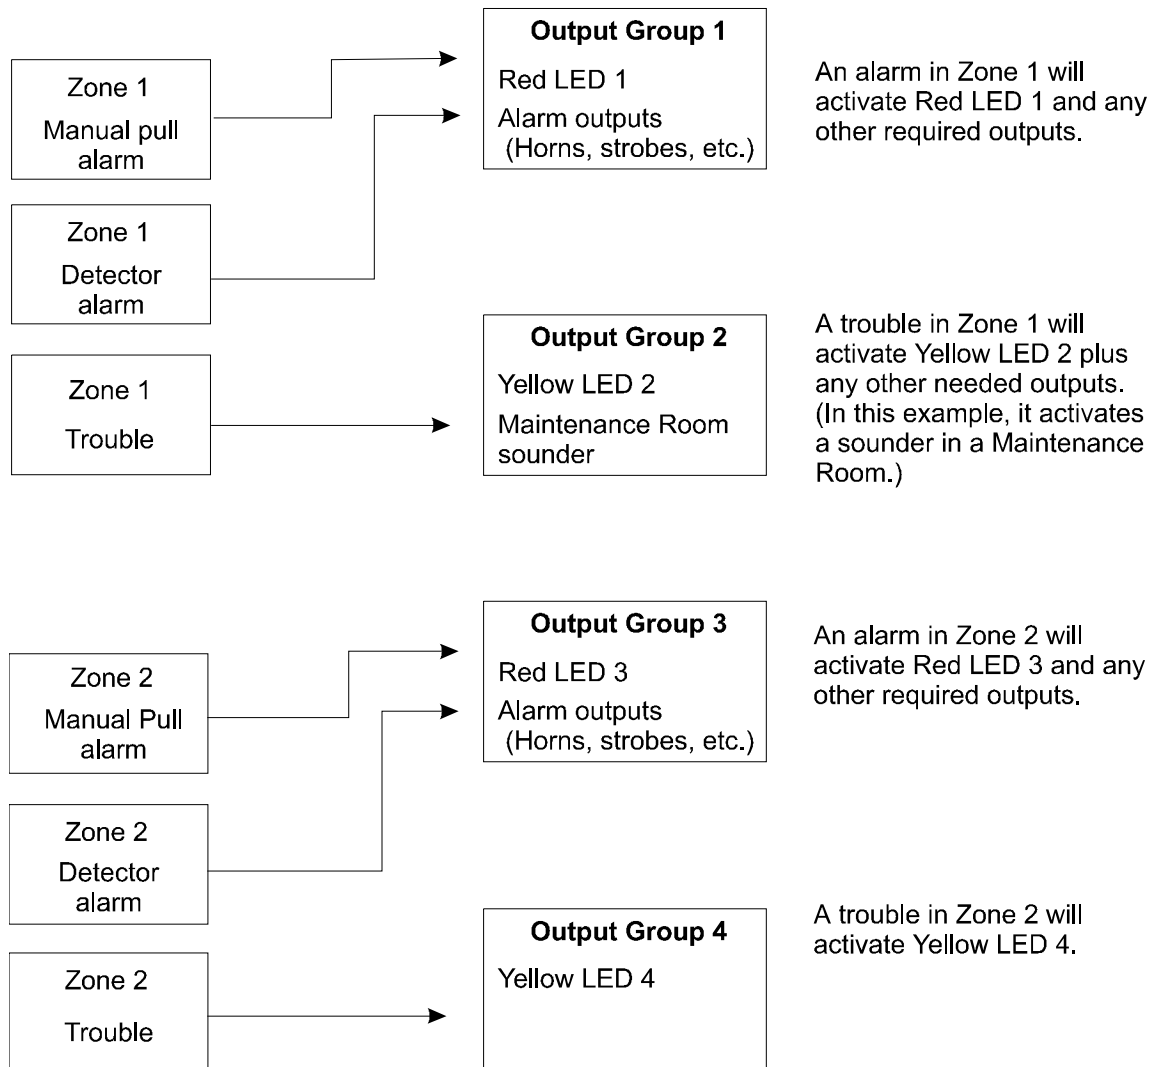 Zone 1
Manual pull
alarm
Output Group 1
Red LED 1
Alarm outputs
(Horns, strobes, etc.)
An alarm in Zone 1 will
activate Red LED 1 and any
other required outputs.
Zone 1
Detector
alarm
Zone 1
Trouble
Output Group 2
Yellow LED 2
Maintenance Room
sounder
A trouble in Zone 1 will
activate Yellow LED 2 plus
any other needed outputs.
(In this example, it activates
a sounder in a Maintenance
Room.)
Zone 2
Manual Pull
alarm
Output Group 3
Red LED 3
Alarm outputs
(Horns, strobes, etc.)
An alarm in Zone 2 will
activate Red LED 3 and any
other required outputs.
Zone 2
Detector
alarm
Zone 2
Trouble
Output Group 4
Yellow LED 4
A trouble in Zone 2 will
activate Yellow LED 4.